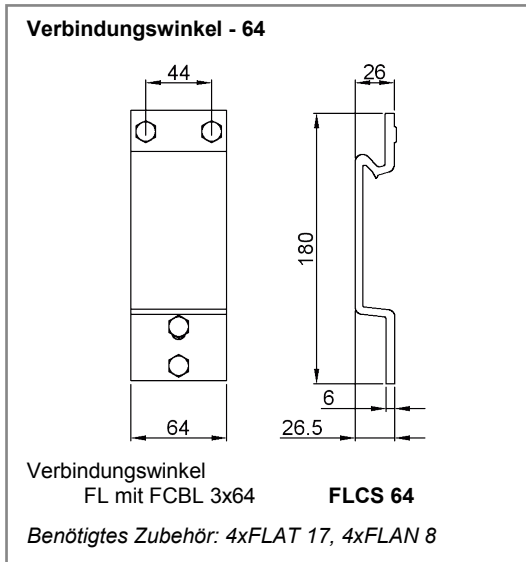 Verbindungswinkel - 64
44
26
180
6
64
26.5
Verbindungswinkel
FL mit FCBL 3x64 FLCS 64
Benötigtes Zubehör: 4xFLAT 17, 4xFLAN 8